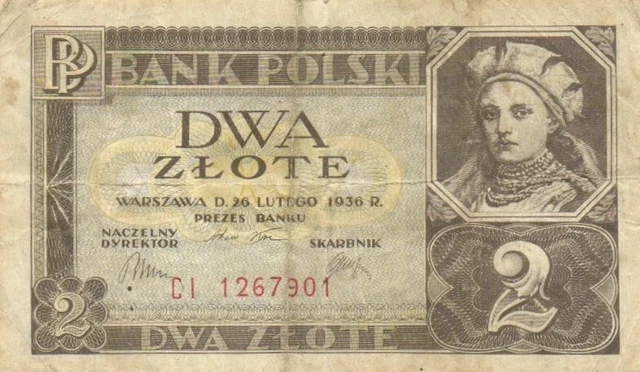 BP
BANK POLSKI
DWA
ZŁOTE
WARSZAWA D. 26 LUTEGO 1936 R.
PREZES BANKU
NACZELNY
DYREKTOR
SKARBNIK
CI 1267901
2
2
DWA ZŁOTE